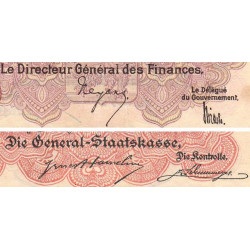 Le Directeur Général des Finances,
Le Délégué
du Gouvernement,
Die General-Staatskasse,
Die Kontrolle.